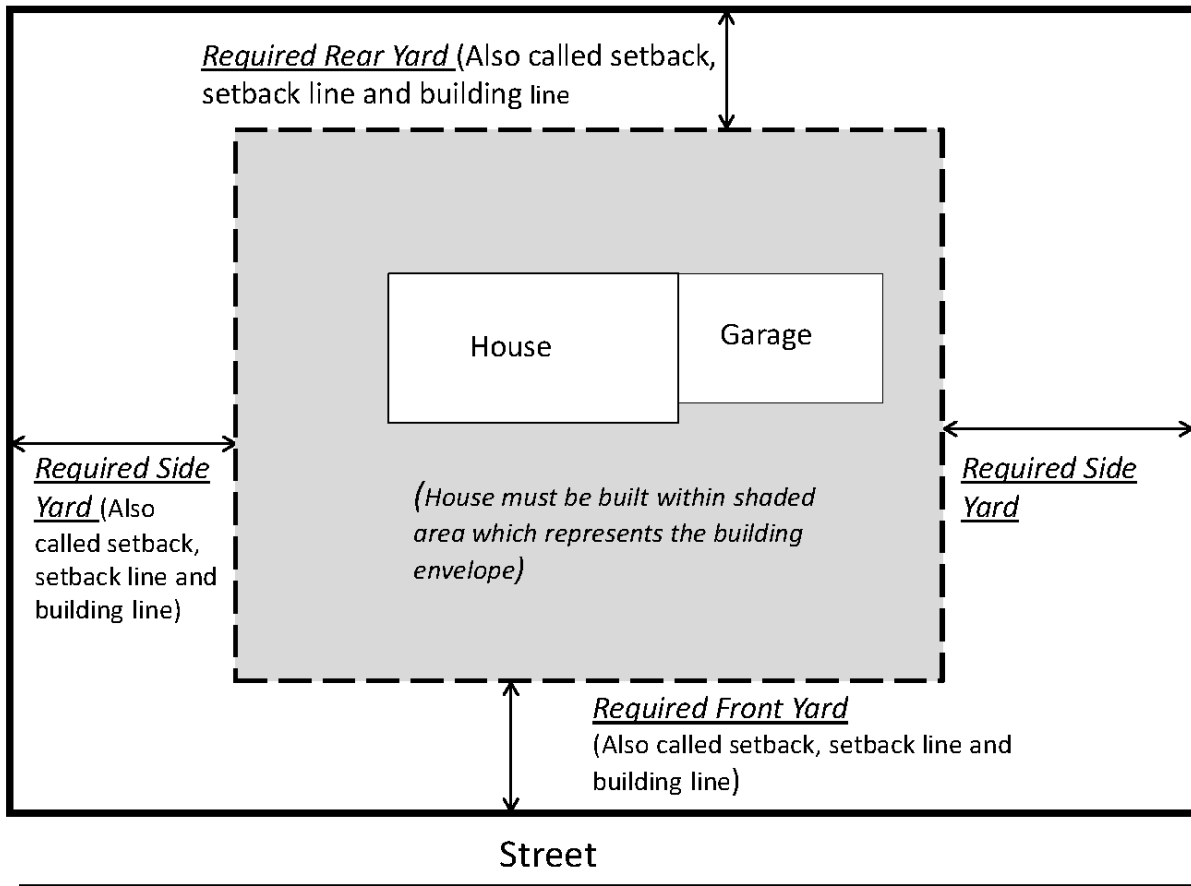 Required Rear Yard (Also called setback,
setback line and building line
House
Garage
Required Side
Yard (Also
called setback,
setback line and
building line)
(House must be built within shaded
area which represents the building
envelope)
Required Side
Yard
Required Front Yard
(Also called setback, setback line and
building line)
Street